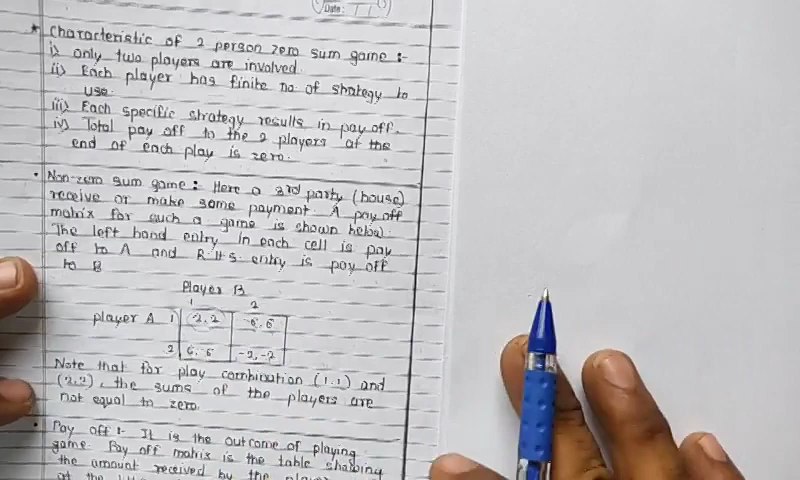 Date:
* Characteristic of 2 person zero sum game :-
i) only two players are involved.
ii) Each player has finite no. of strategy to
use.
iii) Each specific strategy results in pay off.
iv) Total pay off to the 2 players at the
end of each play is zero.
• Non-zero sum game :- Here a 3rd party (house)
receive or make some payment. A pay off
matrix for such a game is shown below.
The left hand entry in each cell is pay
off to A and R.H.S. entry is pay off
to B
Player B
1 2
player A 1 2, 2
2 -2, -2
Note that for play combination (1.1) and
(2,2), the sums of the players are
not equal to zero.
• Pay off :- It is the outcome of playing
game. Pay off matrix is the table showing
the amount received by the player